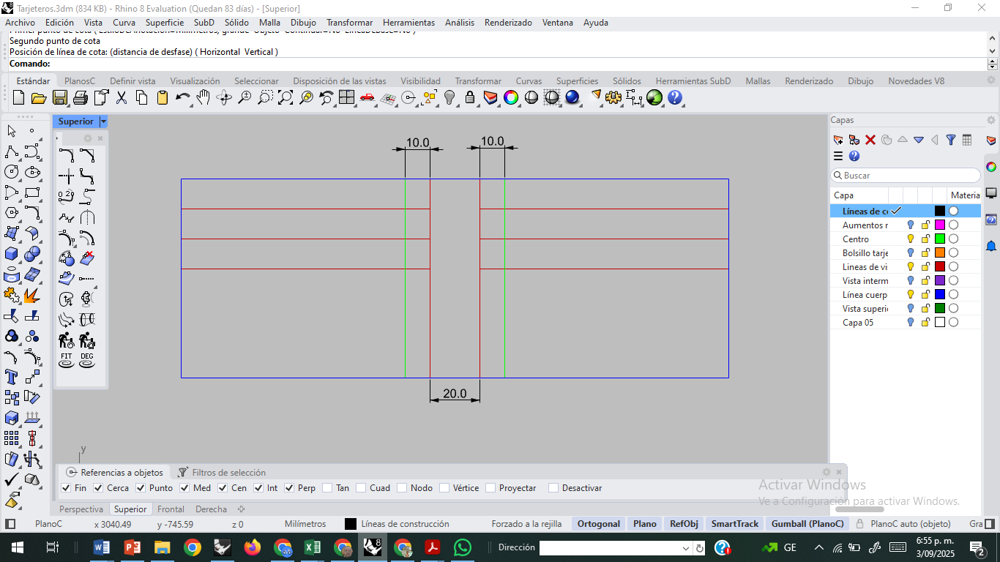 Tarjeteros.3dm (834 KB) - Rhino 8 Evaluation (Quedan 83 días) - [Superior]
Archivo Edición Vista Curva Superficie SubD Sólido Malla Dibujo Transformar Herramientas Análisis Renderizado Ventana Ayuda
Segundo punto de cota
Posición de línea de cota: (distancia de desfase) ( Horizontal Vertical )
Comando:
Estándar PlanosC Definir vista Visualización Seleccionar Disposición de las vistas Visibilidad Transformar Curvas Superficies Sólidos Herramientas SubD Mallas Renderizado Dibujo Novedades V8
Superior
Capas
10.0 10.0
Buscar
Capa Materia
Líneas de c
Aumentos r
Centro
Bolsillo tarje
Lineas de vi
Vista interm
Línea cuerp
Vista superi
Capa 05
FIT DEG
20.0
y
Referencias a objetos Filtros de selección
Fin Cerca Punto Med Cen Int Perp Tan Cuad Nodo Vértice Proyectar Desactivar
Activar Windows
Ve a Configuración para activar Windows.
Perspectiva Superior Frontal Derecha
PlanoC x 3040.49 y -745.59 z 0 Milímetros Líneas de construcción Forzado a la rejilla Ortogonal Plano RefObj SmartTrack Gumball (PlanoC) PlanoC auto (objeto) Gra
Dirección GE 6:55 p. m.
3/09/2025
2